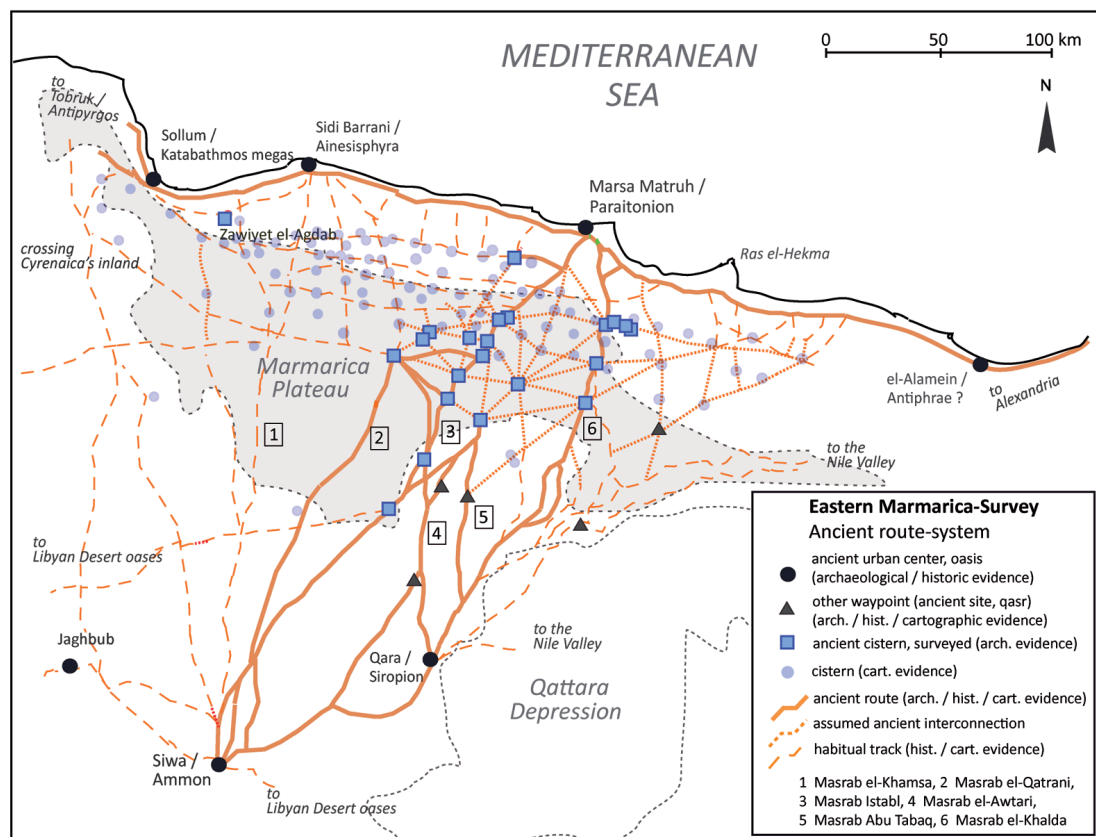 MEDITERRANEAN
SEA
0 50 100 km
N
to
Tobruk /
Antipyrgos
Sollum /
Katabathmos megas
Sidi Barrani /
Ainesisphyra
Marsa Matruh /
Paraitonion
Zawiyet el-Agdab
crossing
Cyrenaica's inland
Ras el-Hekma
Marmarica
Plateau
el-Alamein /
Antiphrae ?
to
Alexandria
1
2
3
6
to the
Nile Valley
4
5
to
Libyan Desert oases
Jaghbub
Qara /
Siropion
to the
Nile Valley
Qattara
Depression
Siwa /
Ammon
to
Libyan Desert oases
Eastern Marmarica-Survey
Ancient route-system
ancient urban center, oasis
(archaeological / historic evidence)
other waypoint (ancient site, qasr)
(arch. / hist. / cartographic evidence)
ancient cistern, surveyed (arch. evidence)
cistern (cart. evidence)
ancient route (arch. / hist. / cart. evidence)
assumed ancient interconnection
habitual track (hist. / cart. evidence)
1 Masrab el-Khamsa, 2 Masrab el-Qatrani,
3 Masrab Istabl, 4 Masrab el-Awtari,
5 Masrab Abu Tabaq, 6 Masrab el-Khalda